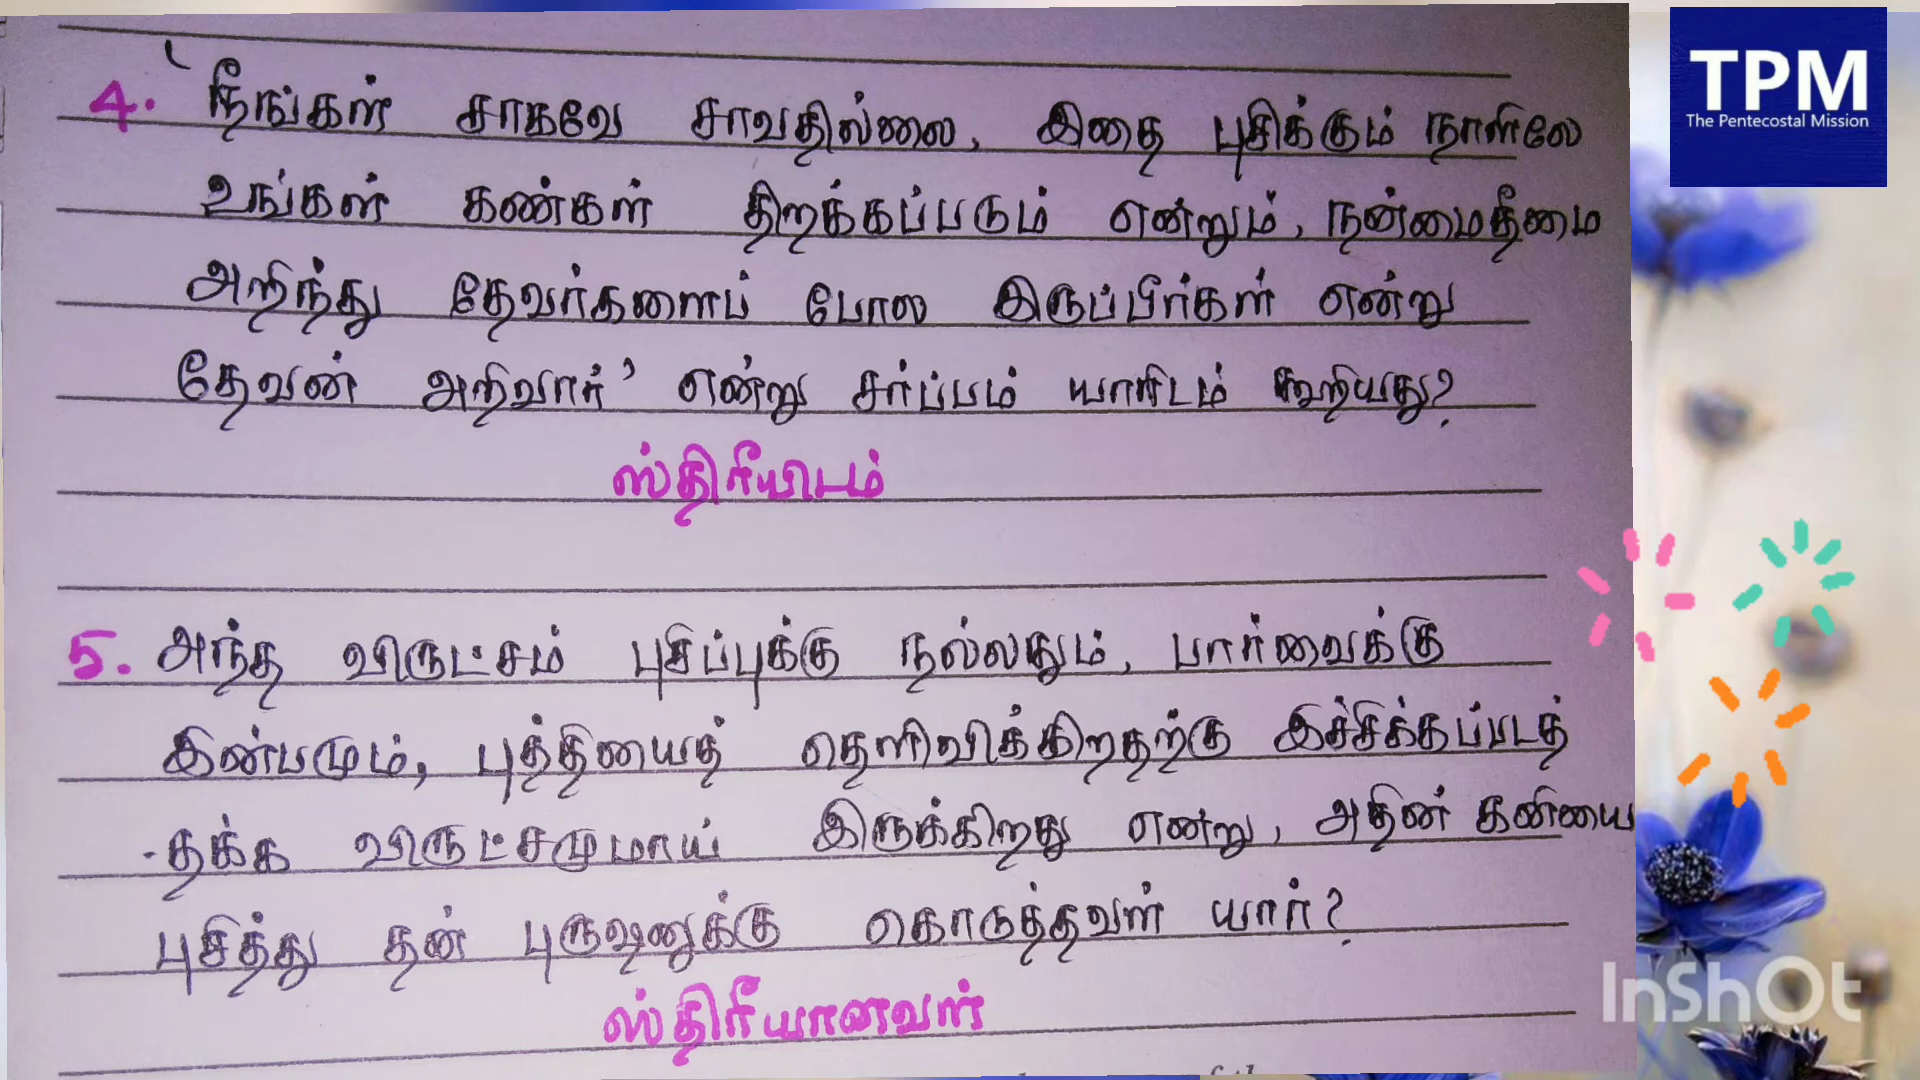 TPM
The Pentecostal Mission
4. 'நீங்கள் சாகவே சாவதில்லை, இதை புசிக்கும் நாளிலே
உங்கள் கண்கள் திறக்கப்படும் என்றும், நன்மைதீமை
அறிந்து தேவர்களைப் போல இருப்பீர்கள் என்று
தேவன் அறிவார்' என்று சர்ப்பம் யாரிடம் கூறியது?
ஸ்திரீயிடம்
5. அந்த விருட்சம் புசிப்புக்கு நல்லதும், பார்வைக்கு
இன்பமும், புத்தியைத் தெளிவிக்கிறதற்கு இச்சிக்கப்படத்
தக்க விருட்சமுமாய் இருக்கிறது என்று, அதின் கனியை
புசித்து தன் புருஷனுக்கு கொடுத்தவள் யார்?
ஸ்திரீயானவள்
InShOt